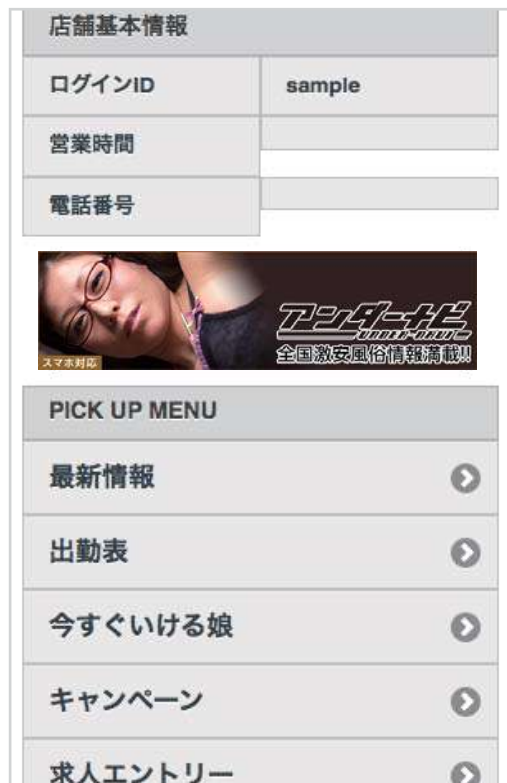 店舗基本情報
ログインID
sample
営業時間
電話番号
アンダーナビ
UNDER-NAVI
全国激安風俗情報満載!!
スマホ対応
PICK UP MENU
最新情報
出勤表
今すぐいける娘
キャンペーン
求人エントリー